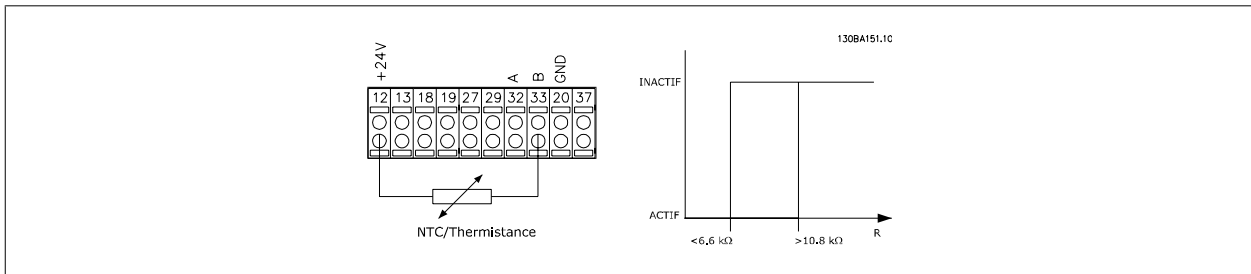 130BA151.10
+24V
A
B
GND
12 13 18 19 27 29 32 33 20 37
NTC/Thermistance
INACTIF
ACTIF
<6.6 kΩ
>10.8 kΩ
R